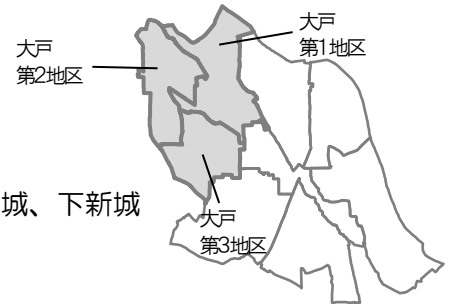 大戸
第1地区
大戸
第2地区
城、下新城
大戸
第3地区